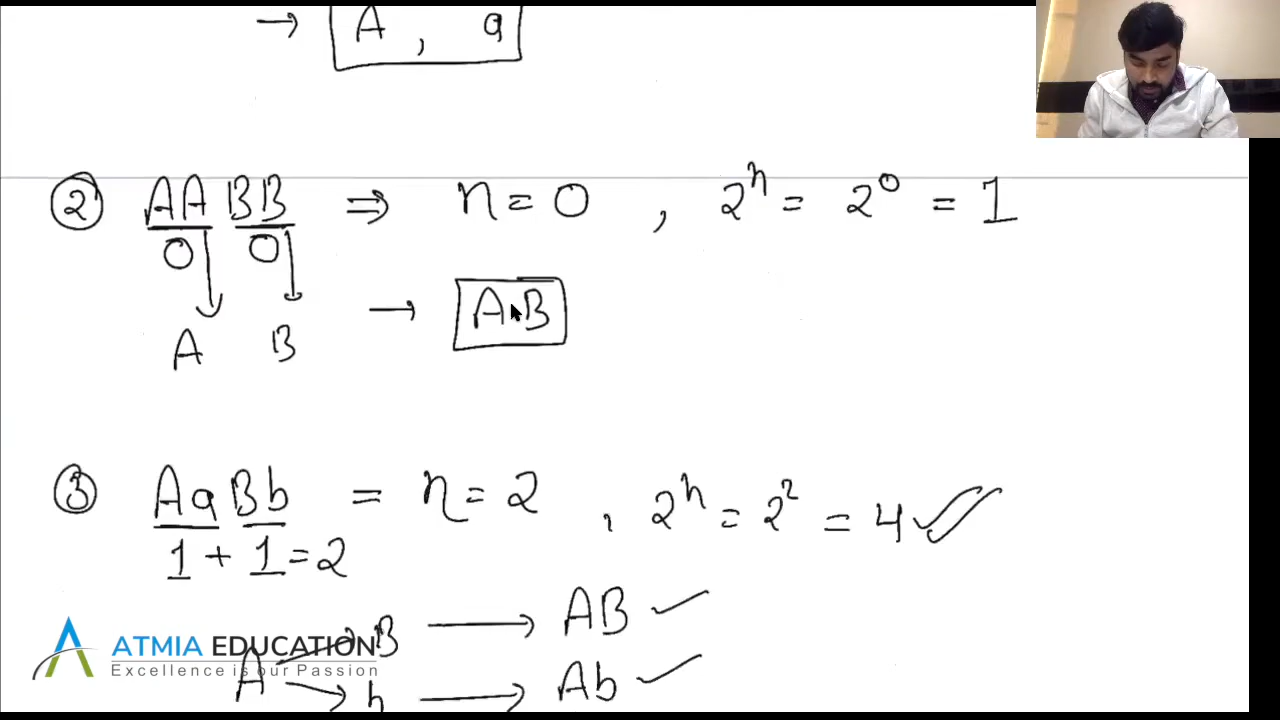 → A , a
② AA BB ⇒ n = 0 , 2ⁿ = 2⁰ = 1
0 0
A B → AB
③ AaBb = n = 2 , 2ⁿ = 2² = 4
1 + 1 = 2
B → AB ✓
ATMIA EDUCATION
Excellence is our Passion
A
b → Ab ✓